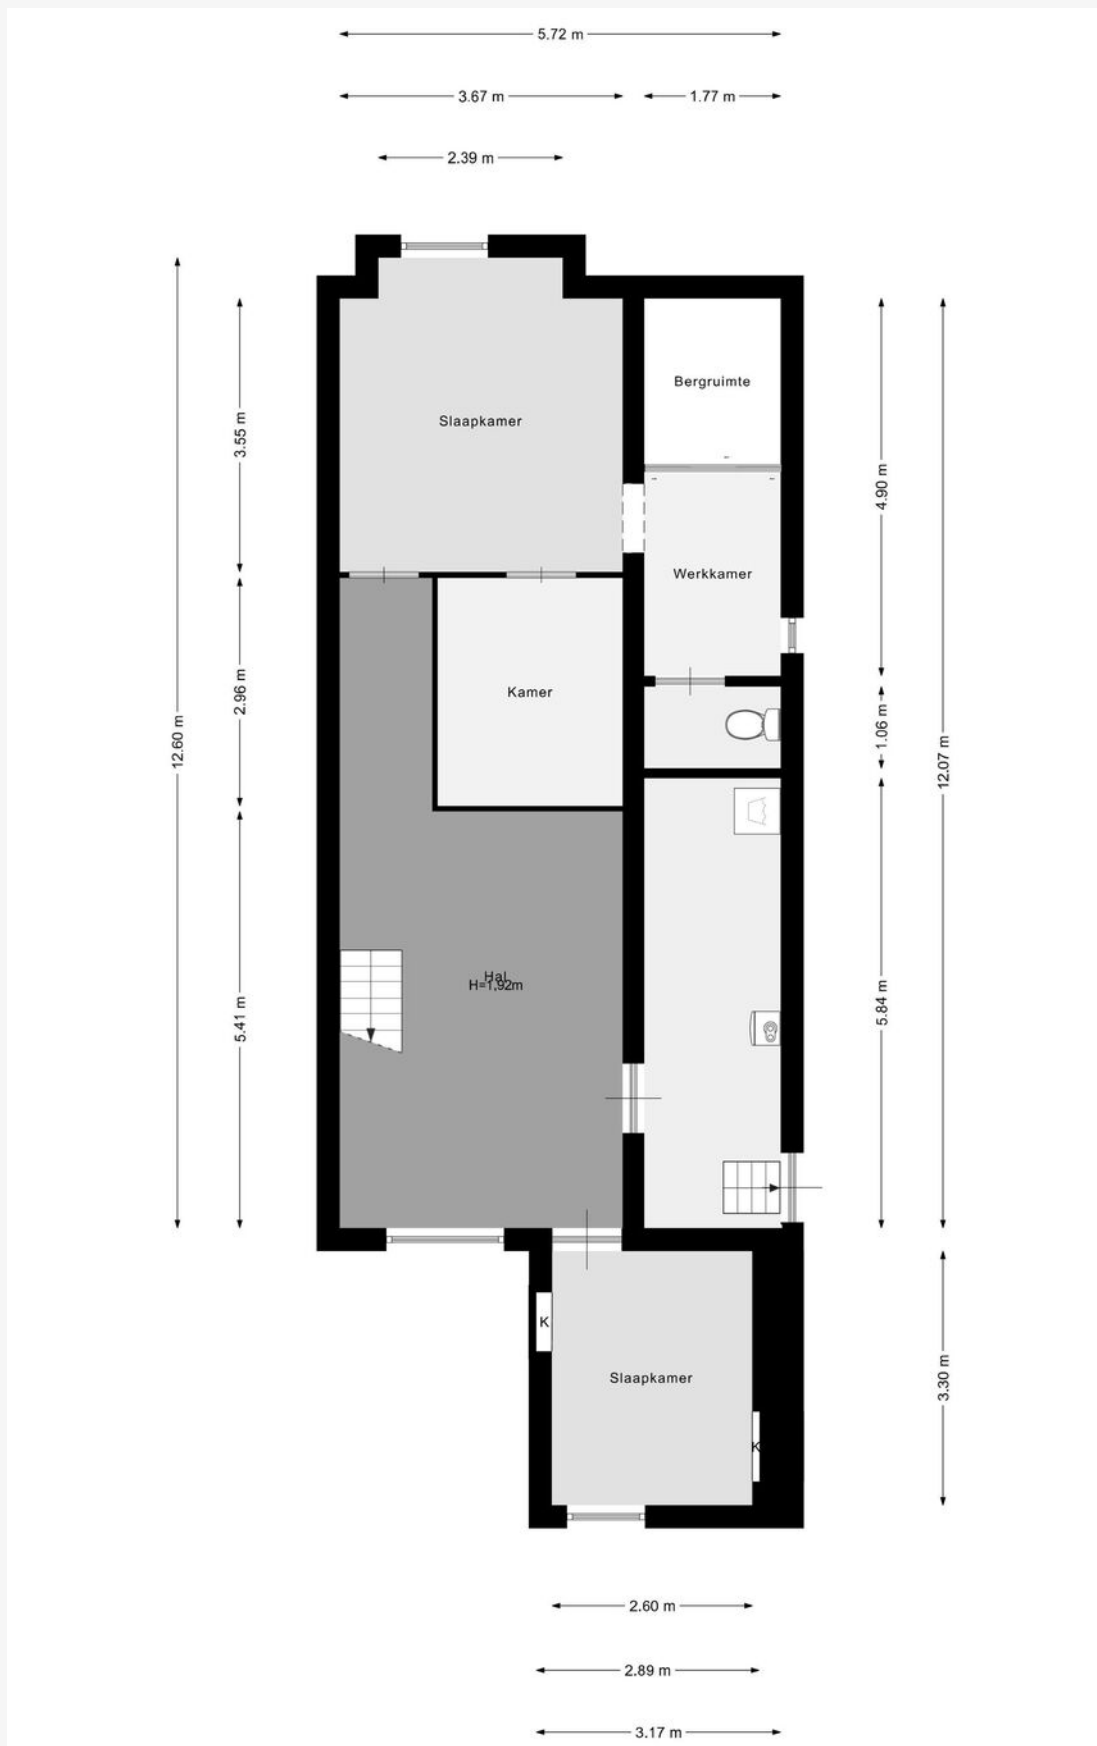 5.72 m
3.67 m
1.77 m
2.39 m
Bergruimte
Slaapkamer
3.55 m
4.90 m
Werkkamer
2.96 m
Kamer
1.06 m
12.60 m
12.07 m
Hal
H=1,92m
5.41 m
5.84 m
K
Slaapkamer
3.30 m
K
2.60 m
2.89 m
3.17 m